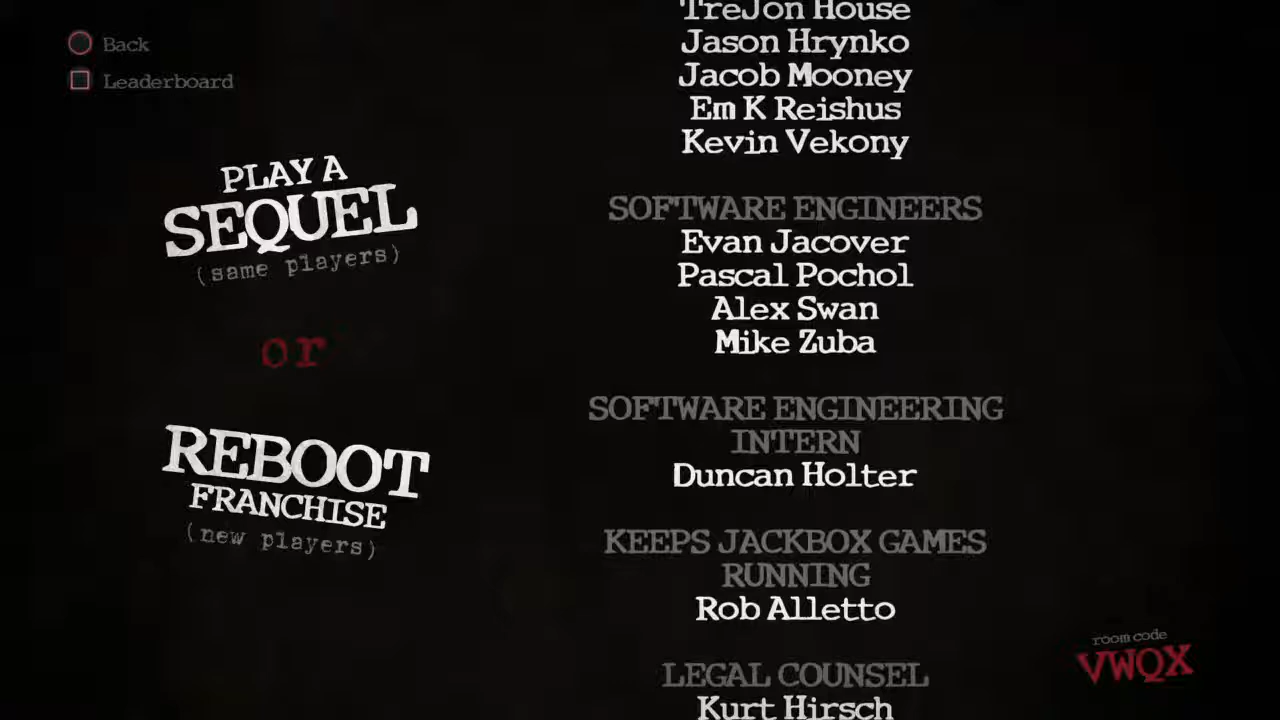 Back
Leaderboard
PLAY A
SEQUEL
(same players)
or
REBOOT
FRANCHISE
(new players)
TreJon House
Jason Hrynko
Jacob Mooney
Em K Reishus
Kevin Vekony
SOFTWARE ENGINEERS
Evan Jacover
Pascal Pochol
Alex Swan
Mike Zuba
SOFTWARE ENGINEERING
INTERN
Duncan Holter
KEEPS JACKBOX GAMES
RUNNING
Rob Alletto
LEGAL COUNSEL
Kurt Hirsch
room code
VWQX